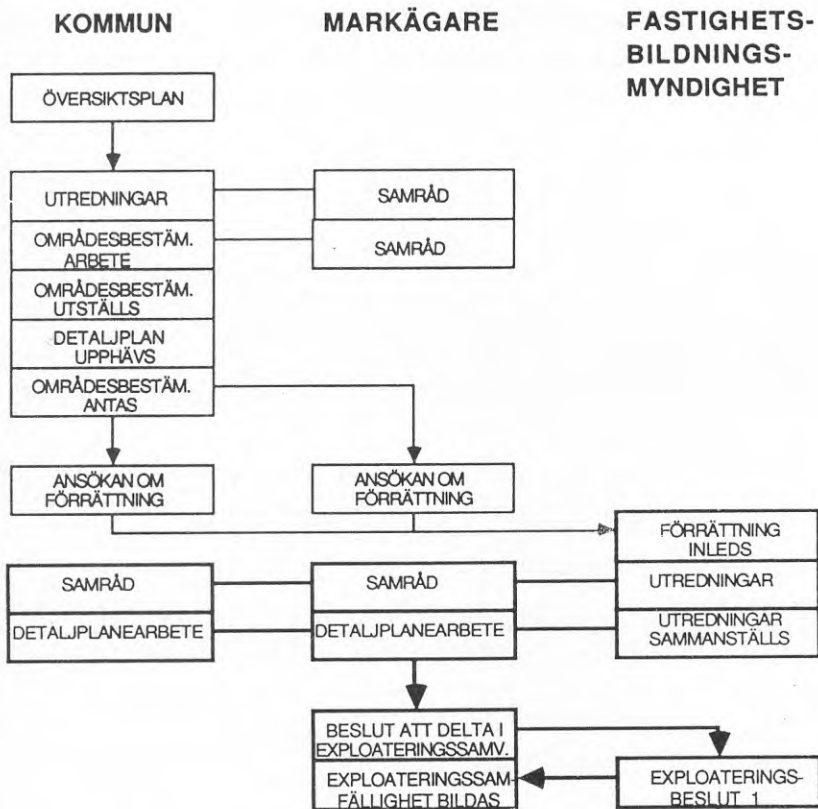 KOMMUN
MARKÄGARE
FASTIGHETS-
BILDNINGS-
MYNDIGHET
ÖVERSIKTSPLAN
UTREDNINGAR
SAMRÅD
OMRÅDESBESTÄM.
ARBETE
SAMRÅD
OMRÅDESBESTÄM.
UTSTÄLLS
DETALJPLAN
UPPHÄVS
OMRÅDESBESTÄM.
ANTAS
ANSÖKAN OM
FÖRRÄTTNING
ANSÖKAN OM
FÖRRÄTTNING
FÖRRÄTTNING
INLEDS
SAMRÅD
SAMRÅD
UTREDNINGAR
DETALJPLANEARBETE
DETALJPLANEARBETE
UTREDNINGAR
SAMMANSTÄLLS
BESLUT ATT DELTA I
EXPLOATERINGSSAMV.
EXPLOATERINGSSAM-
FÄLLIGHET BILDAS
EXPLOATERINGS-
BESLUT 1